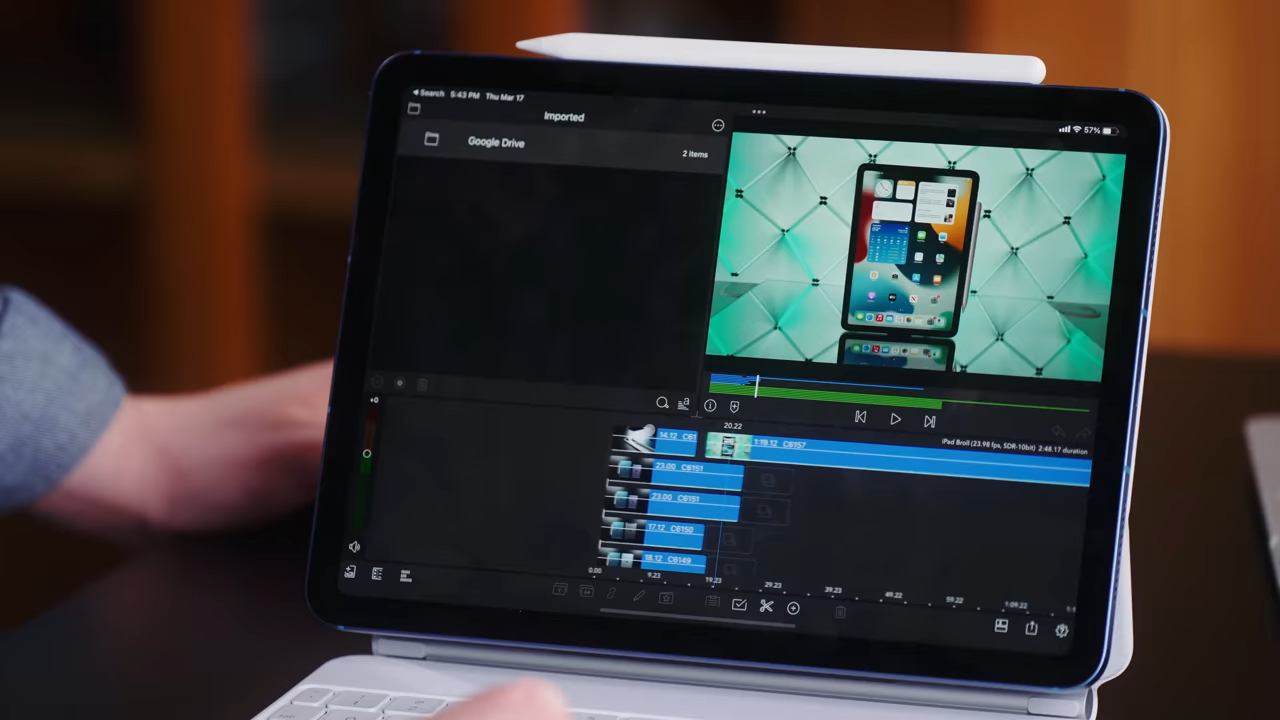 Search 5:43 PM Thu Mar 17
57%
Imported
Google Drive
2 items
+0
20.22
14.12 C61
1:19.12 C6157
iPad Broll (23.98 fps, SDR-10bit) 2:48.17 duration
23.00 C6151
23.00 C6151
17.12 C6150
18.12 C6149
0.00 9.23 19.23 29.23 39.23 49.22 59.22 1:09.22